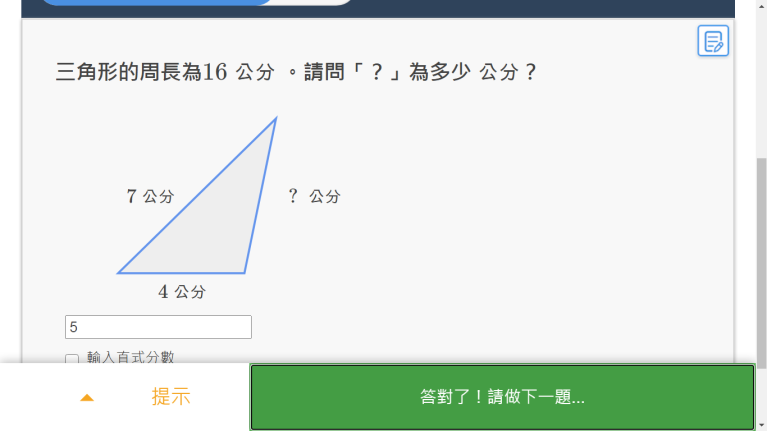 三角形的周長為16 公分 。請問「？」為多少 公分？
7 公分
? 公分
4 公分
5
輸入直式分數
提示
答對了！請做下一題...